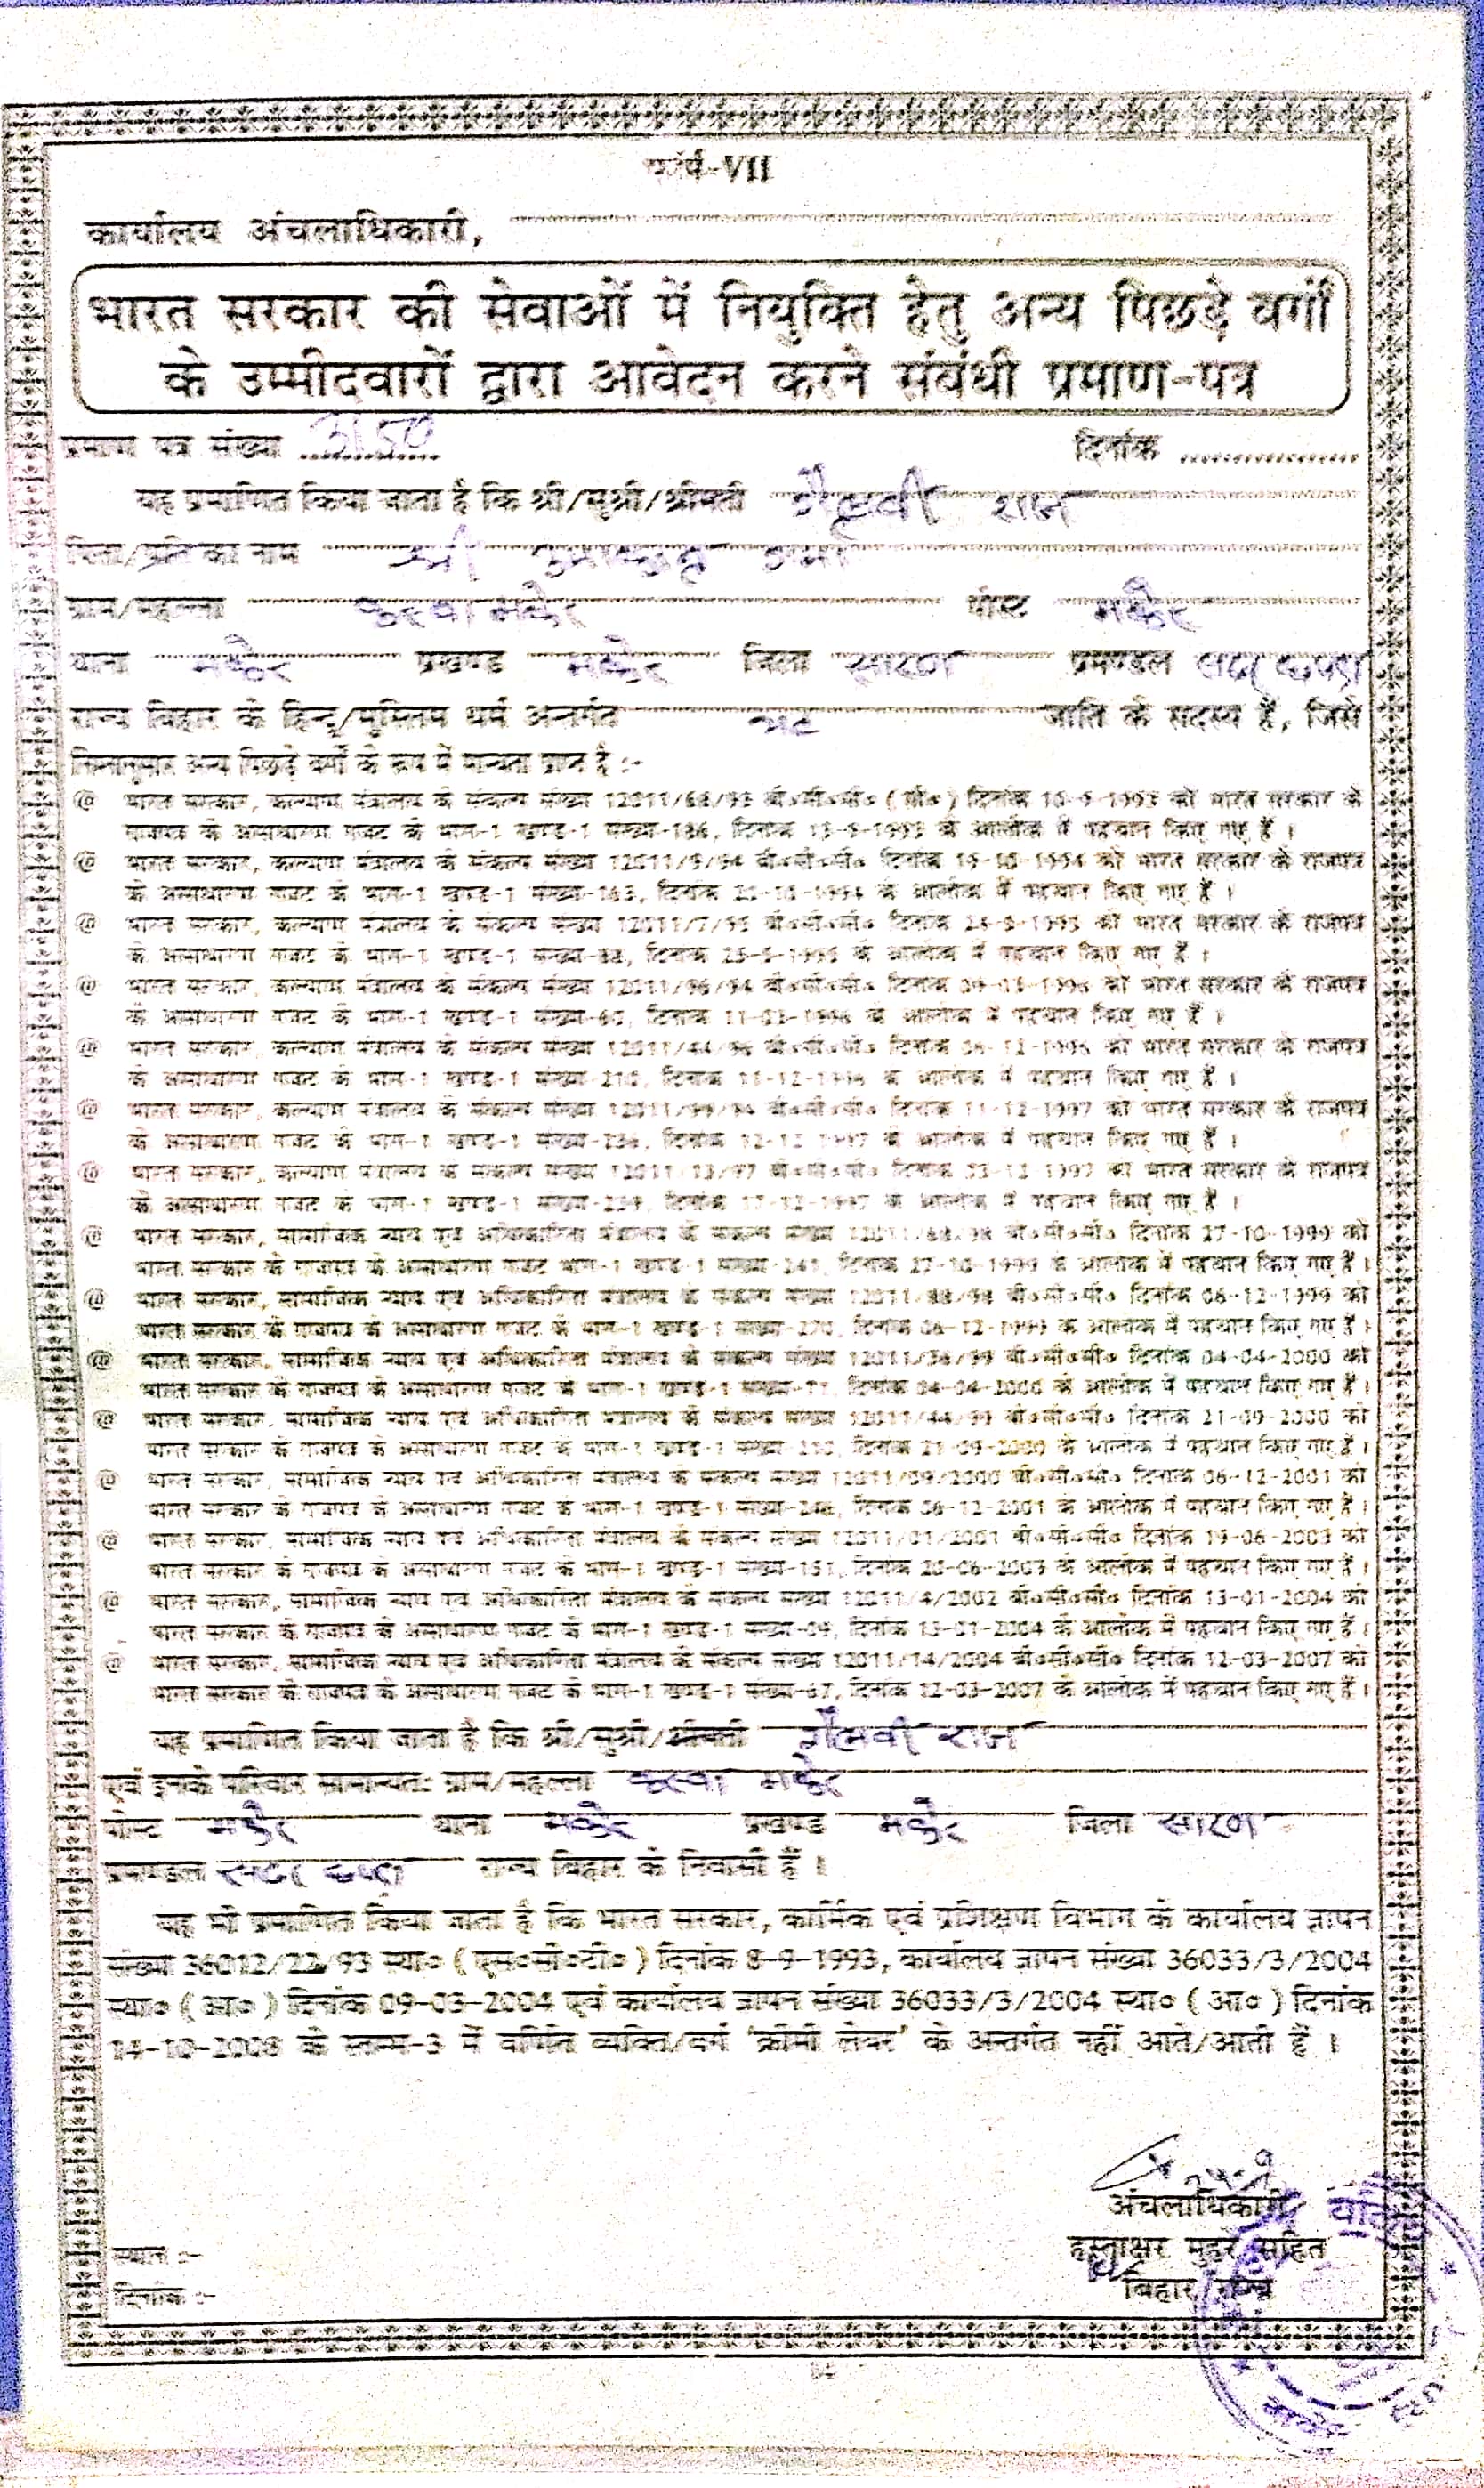 फार्म-VII
कार्यालय अंचलाधिकारी,
भारत सरकार की सेवाओं में नियुक्ति हेतु अन्य पिछड़े वर्गों
के उम्मीदवारों द्वारा आवेदन करने संबंधी प्रमाण-पत्र
प्रमाण पत्र संख्या 3150 दिनांक
यह प्रमाणित किया जाता है कि श्री/सुश्री/श्रीमती राज
पिता/पति का नाम श्री
ग्राम/महल्ला मकेर पोस्ट मकेर
थाना मकेर प्रखण्ड मकेर जिला सारण प्रमण्डल
राज्य बिहार के हिन्दू/मुस्लिम धर्म अन्तर्गत जाति के सदस्य हैं, जिसे
निम्नानुसार अन्य पिछड़े वर्गों के रूप में मान्यता प्राप्त है :-
@ भारत सरकार, कल्याण मंत्रालय के संकल्प संख्या 12011/68/93 बी०सी०सी० (सी०) दिनांक 10-9-1993 को भारत सरकार के
राजपत्र के असाधारण गजट के भाग-1 खण्ड-1 संख्या-186, दिनांक 13-9-1993 के आलोक में पहचान किए गए हैं ।
@ भारत सरकार, कल्याण मंत्रालय के संकल्प संख्या 12011/9/94 बी०सी०सी० दिनांक 19-10-1994 को भारत सरकार के राजपत्र
के असाधारण गजट के भाग-1 खण्ड-1 संख्या-163, दिनांक 20-10-1994 के आलोक में पहचान किए गए हैं ।
@ भारत सरकार, कल्याण मंत्रालय के संकल्प संख्या 12011/7/95 बी०सी०सी० दिनांक को भारत सरकार के राजपत्र
के असाधारण गजट के भाग-1 खण्ड-1 संख्या-88, दिनांक 25-5-1995 के आलोक में पहचान किए गए हैं ।
@ भारत सरकार, कल्याण मंत्रालय के संकल्प संख्या 12011/96/94 बी०सी०सी० दिनांक को भारत सरकार के राजपत्र
के असाधारण गजट के भाग-1 खण्ड-1 संख्या-60, दिनांक 11-03-1996 के आलोक में पहचान किए गए हैं ।
@ भारत सरकार, कल्याण मंत्रालय के संकल्प संख्या 12011/44/96 बी०सी०सी० दिनांक 06-12-1996 को भारत सरकार के राजपत्र
के असाधारण गजट के भाग-1 खण्ड-1 संख्या-210, दिनांक 11-12-1996 के आलोक में पहचान किए गए हैं ।
@ भारत सरकार, कल्याण मंत्रालय के संकल्प संख्या 12011/99/94 बी०सी०सी० दिनांक 11-12-1997 को भारत सरकार के राजपत्र
के असाधारण गजट के भाग-1 खण्ड-1 संख्या-236, दिनांक 12-12-1997 के आलोक में पहचान किए गए हैं ।
@ भारत सरकार, कल्याण मंत्रालय के संकल्प संख्या 12011/13/97 बी०सी०सी० दिनांक 03-12-1997 को भारत सरकार के राजपत्र
के असाधारण गजट के भाग-1 खण्ड-1 संख्या-239, दिनांक 17-12-1997 के आलोक में पहचान किए गए हैं ।
@ भारत सरकार, सामाजिक न्याय एवं अधिकारिता मंत्रालय के संकल्प संख्या 12011/68/98 बी०सी०सी० दिनांक 27-10-1999 को
भारत सरकार के राजपत्र के असाधारण गजट भाग-1 खण्ड-1 संख्या-241, दिनांक 27-10-1999 के आलोक में पहचान किए गए हैं ।
@ भारत सरकार, सामाजिक न्याय एवं अधिकारिता मंत्रालय के संकल्प संख्या 12011/88/98 बी०सी०सी० दिनांक 06-12-1999 को
भारत सरकार के राजपत्र के असाधारण गजट के भाग-1 खण्ड-1 संख्या-270, दिनांक 06-12-1999 के आलोक में पहचान किए गए हैं ।
@ भारत सरकार, सामाजिक न्याय एवं अधिकारिता मंत्रालय के संकल्प संख्या 12011/36/99 बी०सी०सी० दिनांक 04-04-2000 को
भारत सरकार के राजपत्र के असाधारण गजट के भाग-1 खण्ड-1 संख्या-71, दिनांक 04-04-2000 के आलोक में पहचान किए गए हैं ।
@ भारत सरकार, सामाजिक न्याय एवं अधिकारिता मंत्रालय के संकल्प संख्या 12011/44/99 बी०सी०सी० दिनांक 21-09-2000 को
भारत सरकार के राजपत्र के असाधारण गजट के भाग-1 खण्ड-1 संख्या-210, दिनांक 21-09-2000 के आलोक में पहचान किए गए हैं ।
@ भारत सरकार, सामाजिक न्याय एवं अधिकारिता मंत्रालय के संकल्प संख्या 12011/09/2000 बी०सी०सी० दिनांक 06-12-2001 को
भारत सरकार के राजपत्र के असाधारण गजट के भाग-1 खण्ड-1 संख्या-246, दिनांक 06-12-2001 के आलोक में पहचान किए गए हैं ।
@ भारत सरकार, सामाजिक न्याय एवं अधिकारिता मंत्रालय के संकल्प संख्या 12011/01/2001 बी०सी०सी० दिनांक 19-06-2003 को
भारत सरकार के राजपत्र के असाधारण गजट के भाग-1 खण्ड-1 संख्या-151, दिनांक 20-06-2003 के आलोक में पहचान किए गए हैं ।
@ भारत सरकार, सामाजिक न्याय एवं अधिकारिता मंत्रालय के संकल्प संख्या 12011/4/2002 बी०सी०सी० दिनांक 13-01-2004 को
भारत सरकार के राजपत्र के असाधारण गजट के भाग-1 खण्ड-1 संख्या-09, दिनांक 13-01-2004 के आलोक में पहचान किए गए हैं ।
@ भारत सरकार, सामाजिक न्याय एवं अधिकारिता मंत्रालय के संकल्प संख्या 12011/14/2004 बी०सी०सी० दिनांक 12-03-2007 को
भारत सरकार के राजपत्र के असाधारण गजट के भाग-1 खण्ड-1 संख्या-67, दिनांक 12-03-2007 के आलोक में पहचान किए गए हैं ।
यह प्रमाणित किया जाता है कि श्री/सुश्री/श्रीमती राज
एवं इनके परिवार सामान्यतः ग्राम/महल्ला मकेर
पोस्ट मकेर थाना मकेर प्रखण्ड मकेर जिला सारण
प्रमण्डल राज्य बिहार के निवासी हैं ।
यह भी प्रमाणित किया जाता है कि भारत सरकार, कार्मिक एवं प्रशिक्षण विभाग के कार्यालय ज्ञापन
संख्या 36012/22/93 स्था० (एस०सी०टी०) दिनांक 8-9-1993, कार्यालय ज्ञापन संख्या 36033/3/2004
स्था० (आ०) दिनांक 09-03-2004 एवं कार्यालय ज्ञापन संख्या 36033/3/2004 स्था० (आ०) दिनांक
14-10-2008 के स्तम्भ-3 में वर्णित व्यक्ति/वर्ग 'क्रीमी लेयर' के अन्तर्गत नहीं आते/आती हैं ।
अंचलाधिकारी
स्थान :- हस्ताक्षर मुहर सहित
दिनांक :- बिहार राज्य